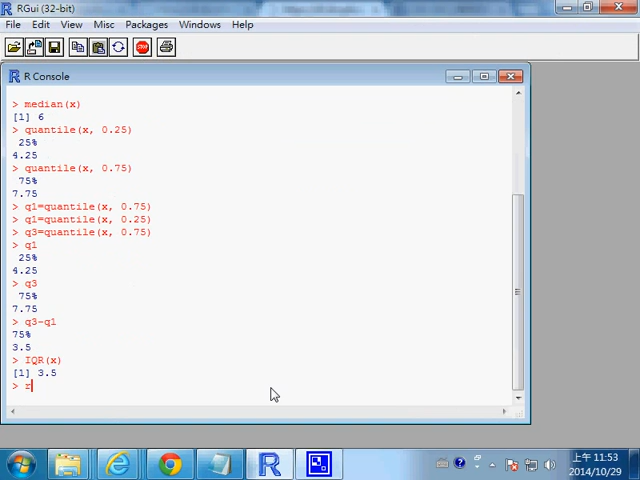 RGui (32-bit)
File Edit View Misc Packages Windows Help
R Console
> median(x)
[1] 6
> quantile(x, 0.25)
25%
4.25
> quantile(x, 0.75)
75%
7.75
> q1=quantile(x, 0.75)
> q1=quantile(x, 0.25)
> q3=quantile(x, 0.75)
> q1
25%
4.25
> q3
75%
7.75
> q3-q1
75%
3.5
> IQR(x)
[1] 3.5
> r
上午 11:53
2014/10/29